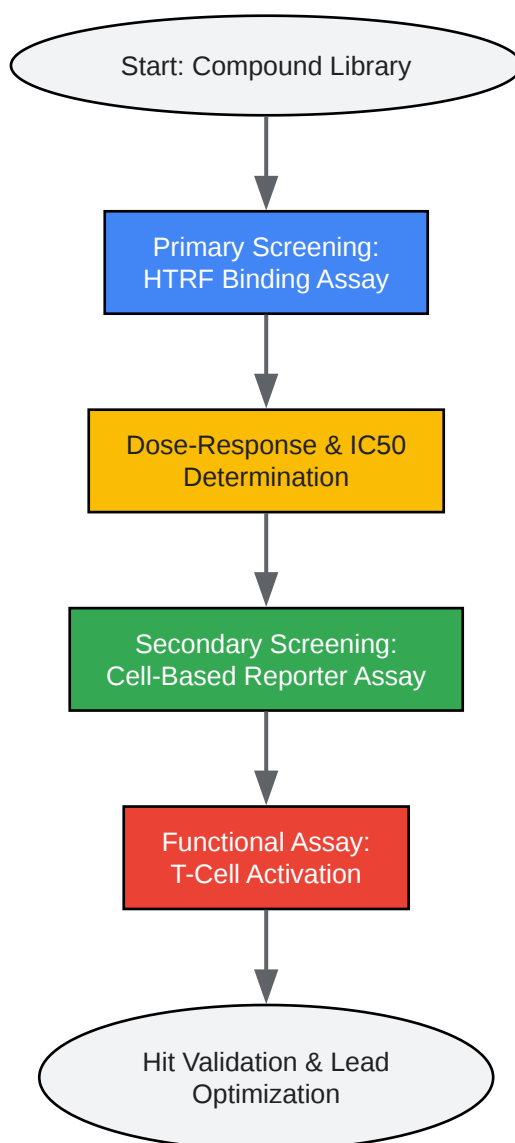 Start: Compound Library
Primary Screening:
HTRF Binding Assay
Dose-Response & IC50
Determination
Secondary Screening:
Cell-Based Reporter Assay
Functional Assay:
T-Cell Activation
Hit Validation & Lead
Optimization